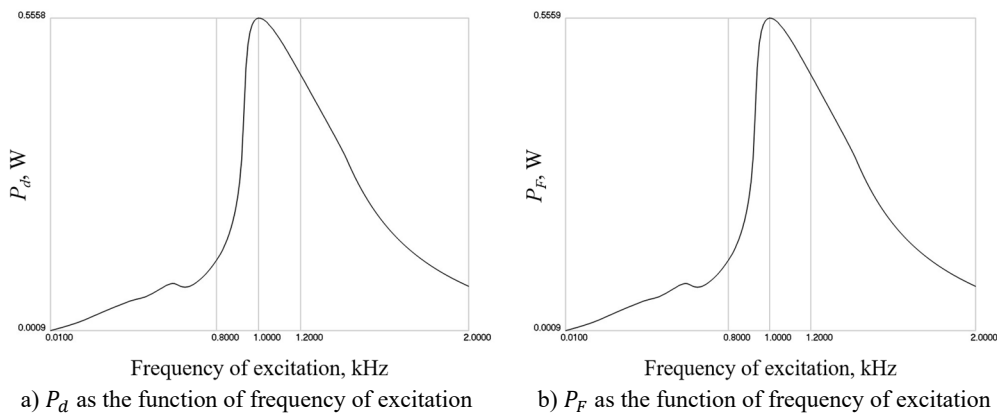 0.5558
P_d, W
0.0009
0.0100 0.8000 1.0000 1.2000 2.0000
Frequency of excitation, kHz
a) P_d as the function of frequency of excitation
0.5559
P_F, W
0.0009
0.0100 0.8000 1.0000 1.2000 2.0000
Frequency of excitation, kHz
b) P_F as the function of frequency of excitation